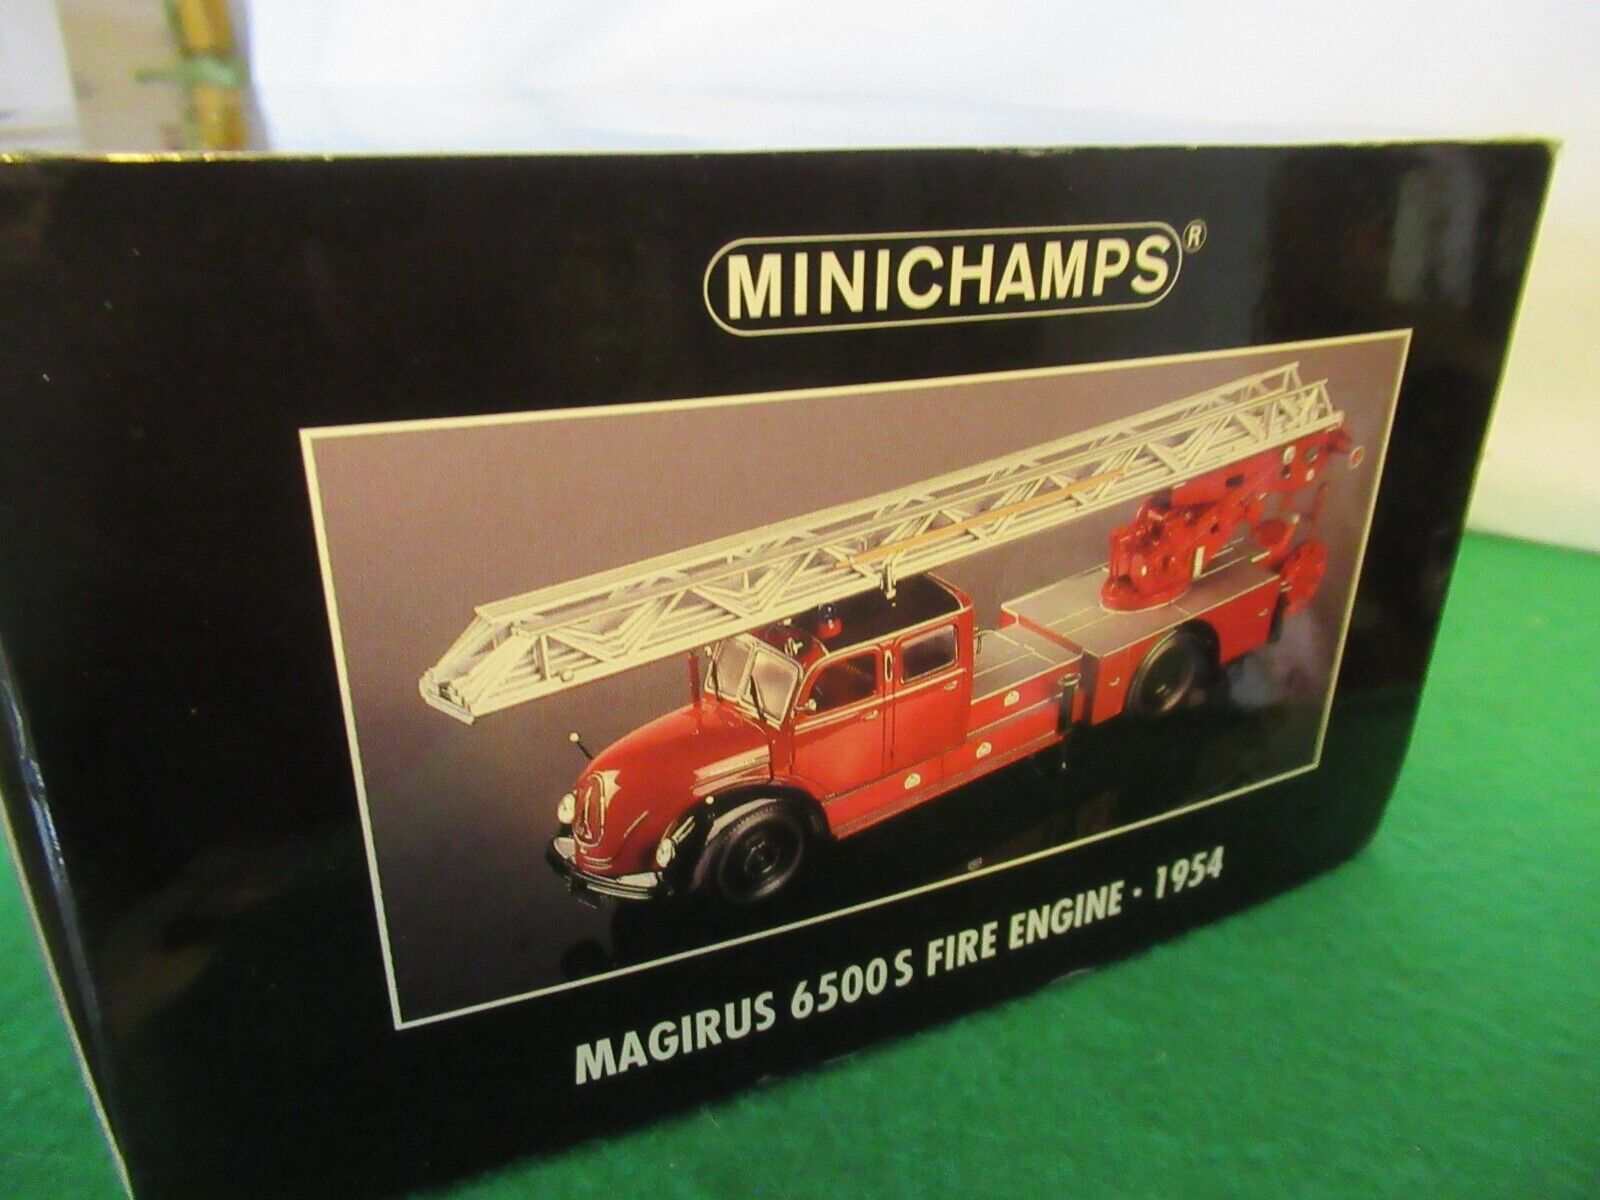 MINICHAMPS®
MAGIRUS 6500 S FIRE ENGINE · 1954